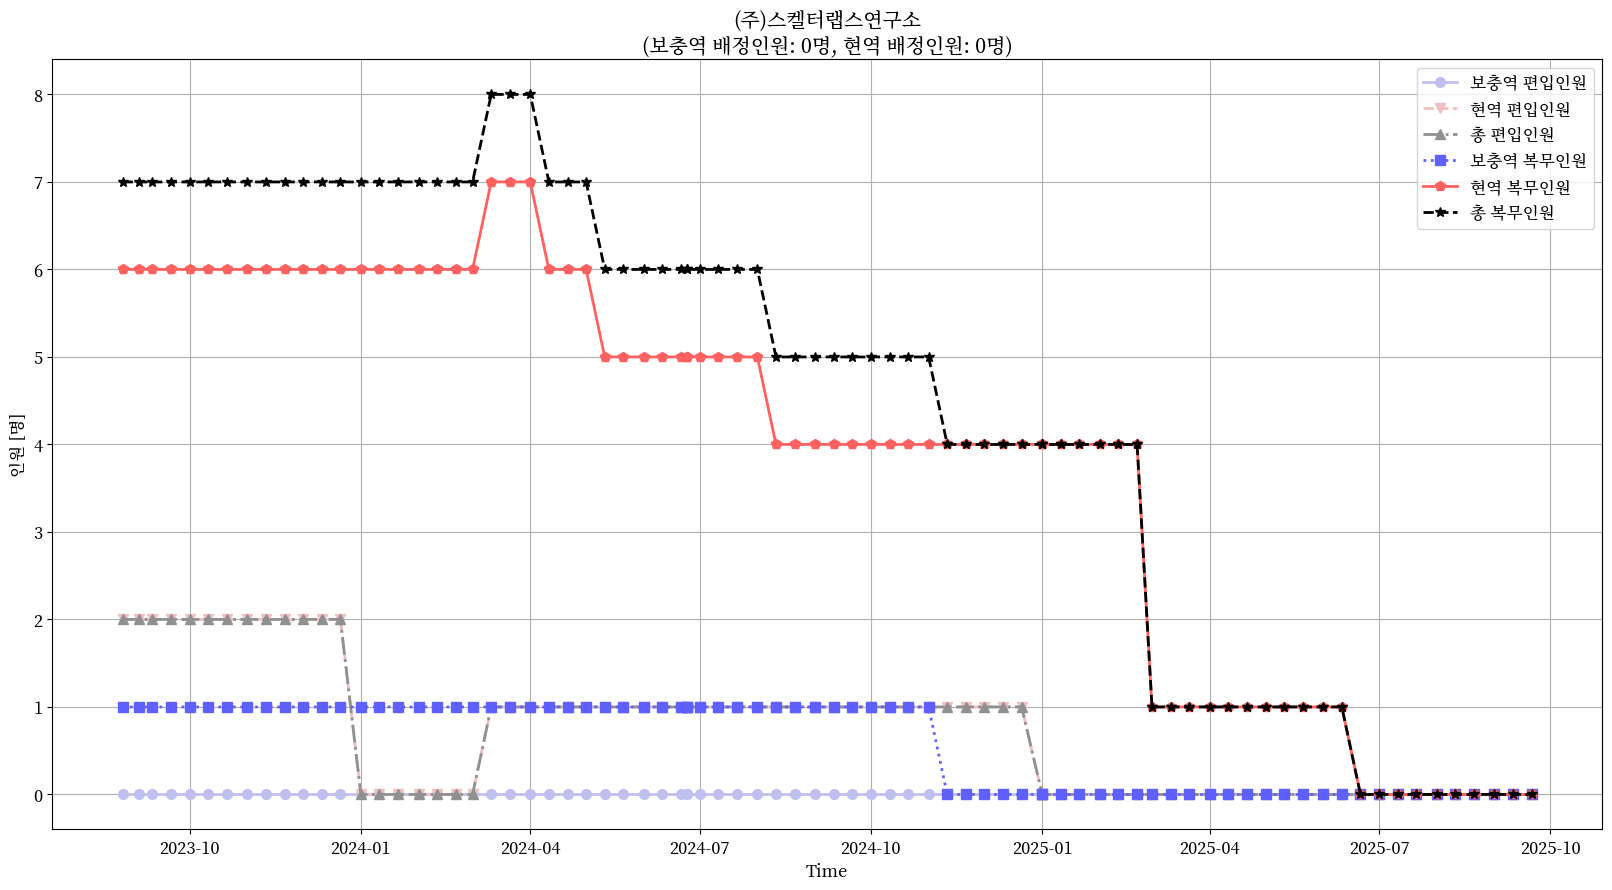 (주)스켈터랩스연구소
(보충역 배정인원: 0명, 현역 배정인원: 0명)
보충역 편입인원
현역 편입인원
총 편입인원
보충역 복무인원
현역 복무인원
총 복무인원
8
7
6
5
4
3
2
1
0
인원 [명]
2023-10 2024-01 2024-04 2024-07 2024-10 2025-01 2025-04 2025-07 2025-10
Time